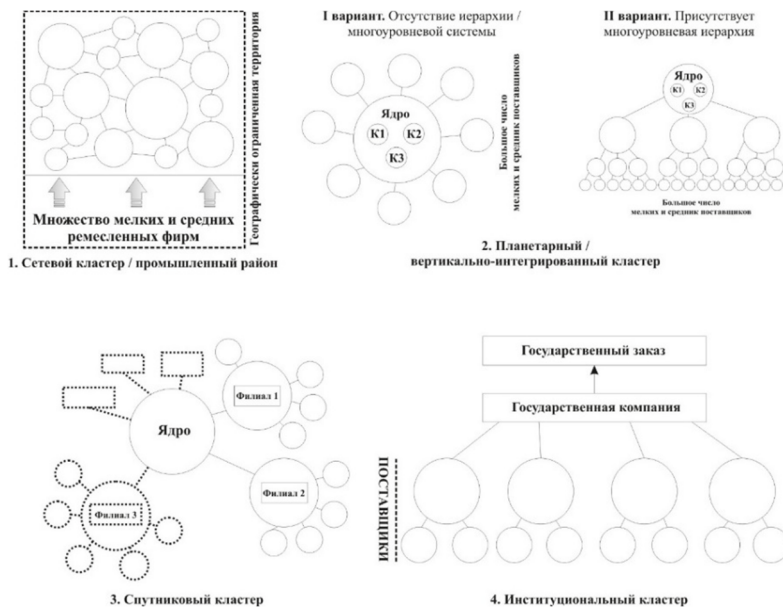 Географически ограниченная территория
Множество мелких и средних
ремесленных фирм
1. Сетевой кластер / промышленный район
I вариант. Отсутствие иерархии /
многоуровневой системы
Ядро
К1
К2
К3
Большое число
мелких и средник поставщиков
II вариант. Присутствует
многоуровневая иерархия
Ядро
К1
К2
К3
Большое число
мелких и средник поставщиков
2. Планетарный /
вертикально-интегрированный кластер
Филиал 1
Ядро
Филиал 2
Филиал 3
3. Спутниковый кластер
Государственный заказ
Государственная компания
ПОСТАВЩИКИ
4. Институциональный кластер